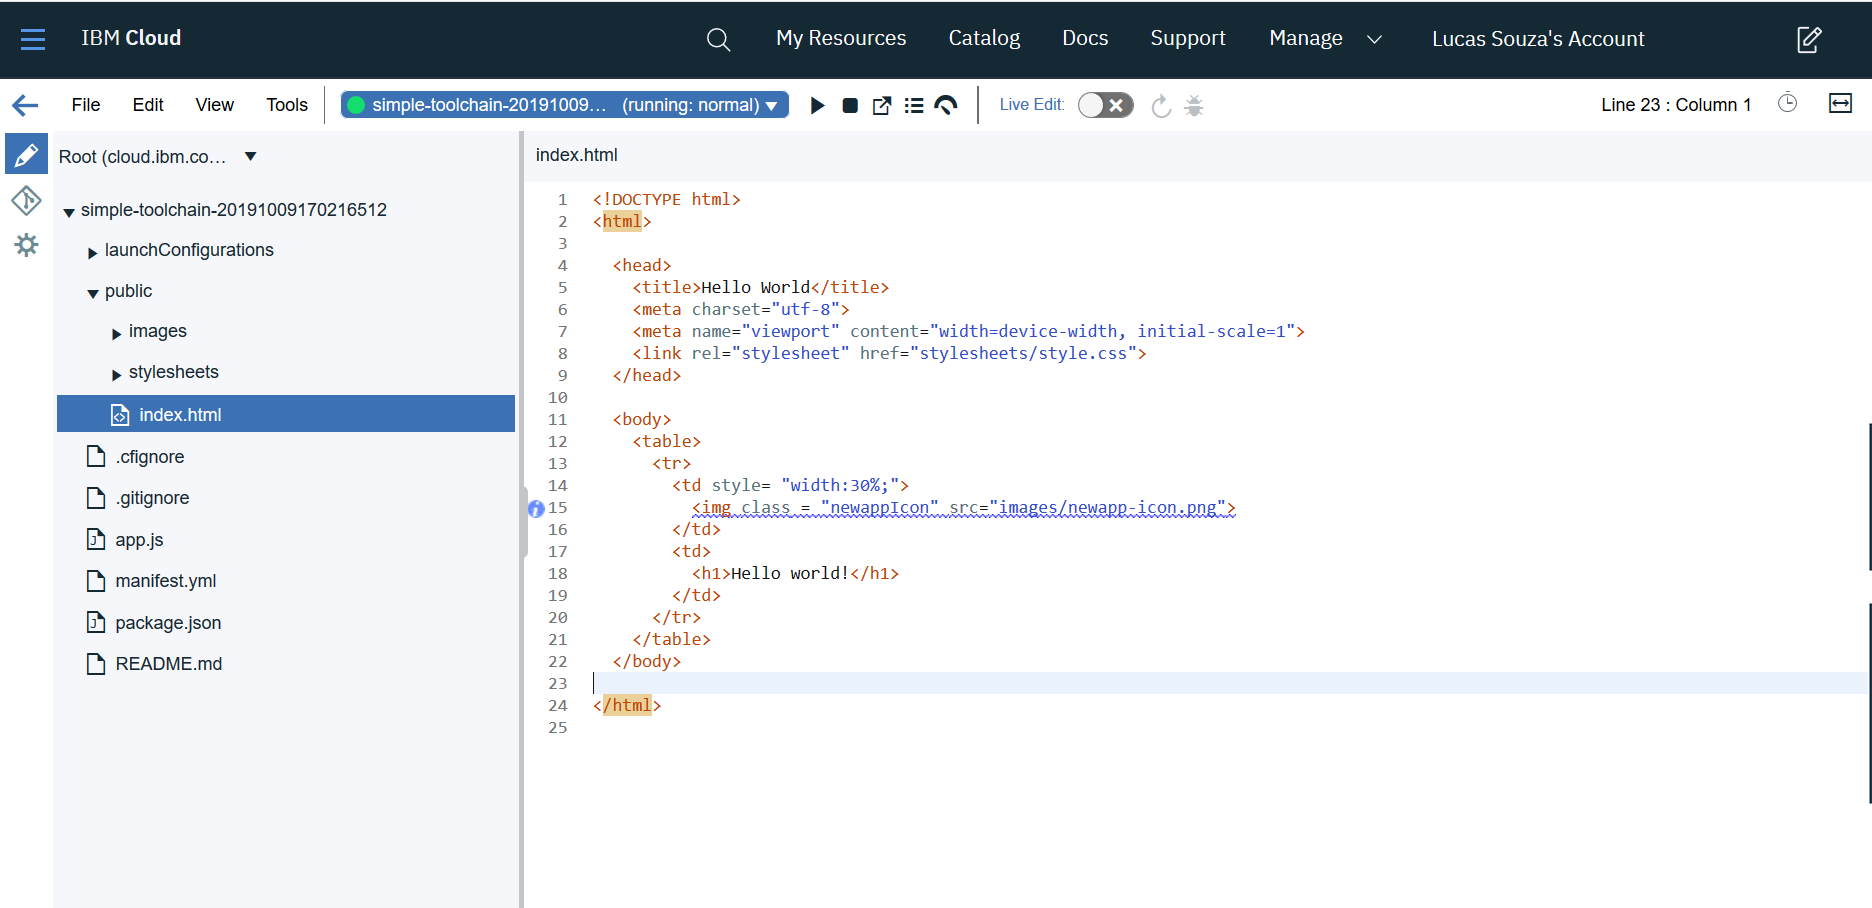 IBM Cloud
My Resources
Catalog
Docs
Support
Manage
Lucas Souza's Account
File
Edit
View
Tools
simple-toolchain-20191009... (running: normal)
Live Edit:
Line 23 : Column 1
Root (cloud.ibm.co...
simple-toolchain-20191009170216512
launchConfigurations
public
images
stylesheets
index.html
.cfignore
.gitignore
app.js
manifest.yml
package.json
README.md
index.html
1 <!DOCTYPE html>
2 <html>
3
4 <head>
5 <title>Hello World</title>
6 <meta charset="utf-8">
7 <meta name="viewport" content="width=device-width, initial-scale=1">
8 <link rel="stylesheet" href="stylesheets/style.css">
9 </head>
10
11 <body>
12 <table>
13 <tr>
14 <td style= "width:30%;">
15 <img class = "newappIcon" src="images/newapp-icon.png">
16 </td>
17 <td>
18 <h1>Hello world!</h1>
19 </td>
20 </tr>
21 </table>
22 </body>
23
24 </html>
25